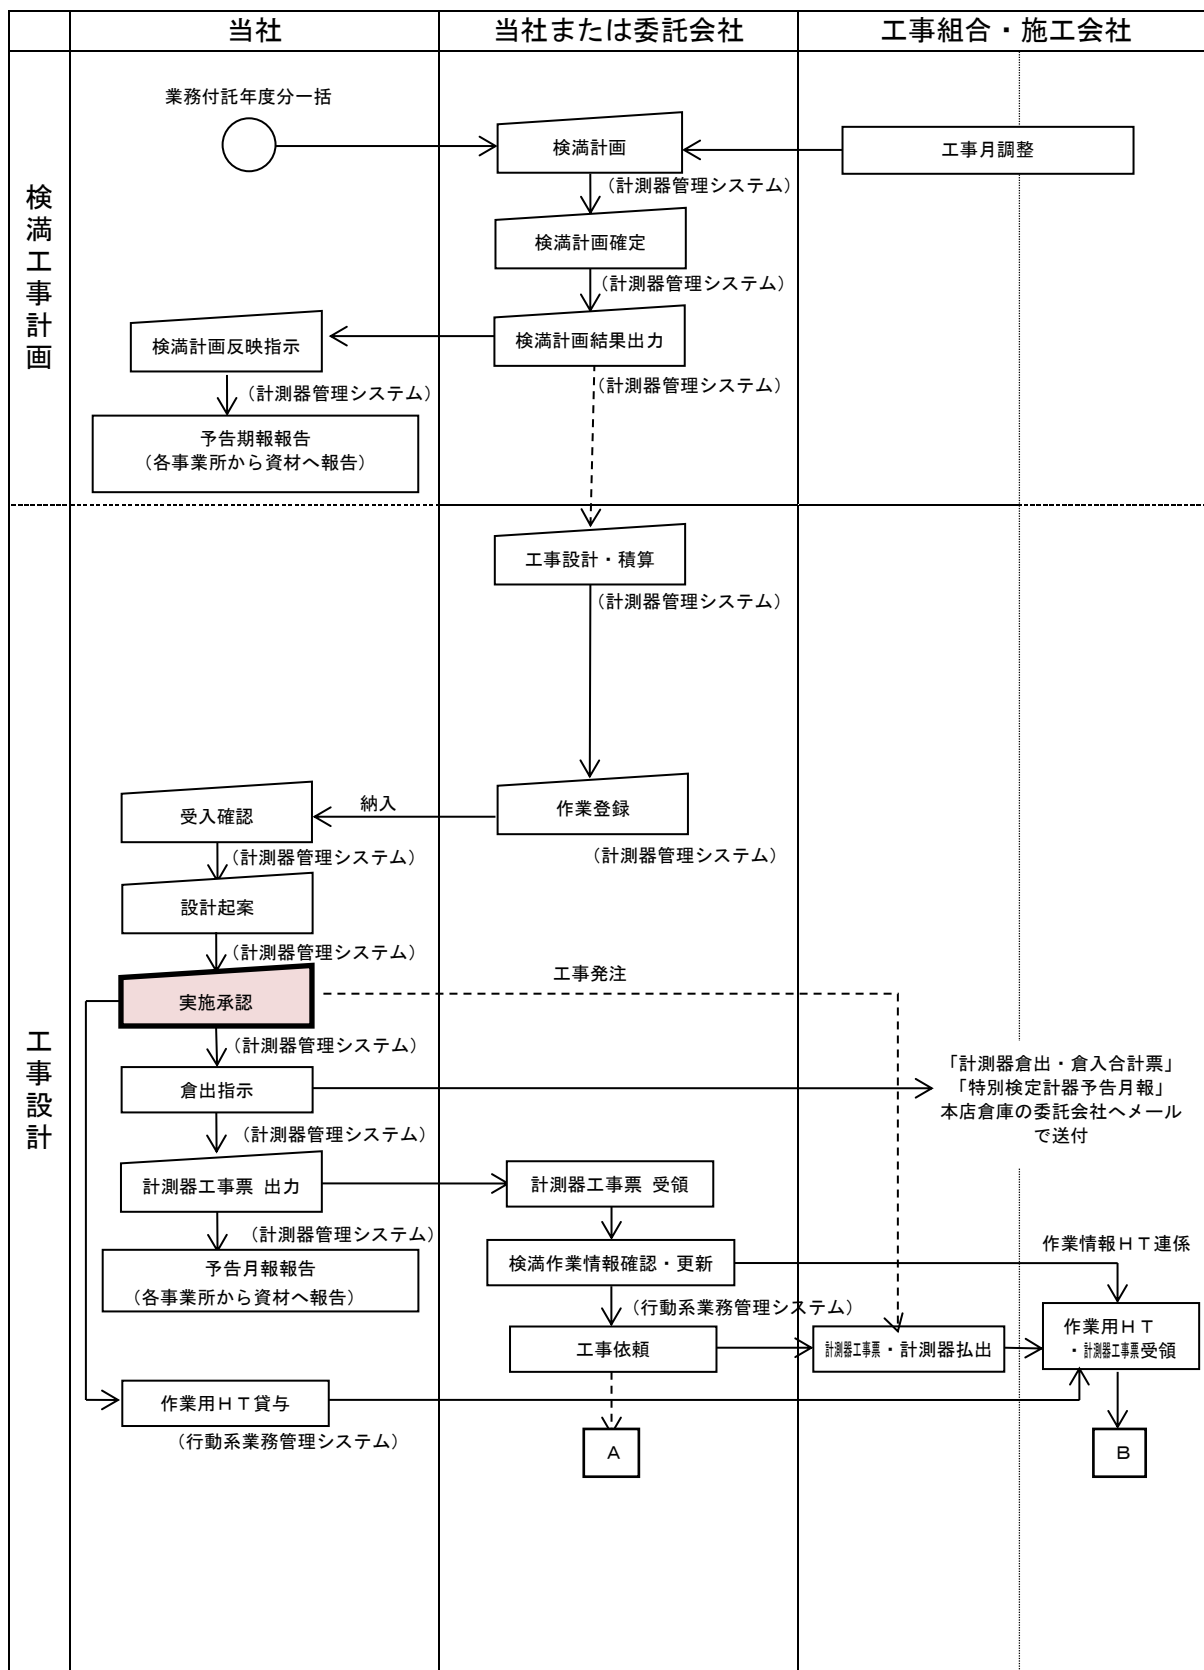 当社
当社または委託会社
工事組合・施工会社
検満工事計画
業務付託年度分一括
検満計画
工事月調整
（計測器管理システム）
検満計画確定
（計測器管理システム）
検満計画反映指示
検満計画結果出力
（計測器管理システム）
（計測器管理システム）
予告期報報告
（各事業所から資材へ報告）
工事設計
工事設計・積算
（計測器管理システム）
受入確認
納入
作業登録
（計測器管理システム）
（計測器管理システム）
設計起案
（計測器管理システム）
実施承認
工事発注
（計測器管理システム）
倉出指示
「計測器倉出・倉入合計票」
「特別検定計器予告月報」
本店倉庫の委託会社へメール
で送付
（計測器管理システム）
計測器工事票 出力
計測器工事票 受領
（計測器管理システム）
予告月報報告
（各事業所から資材へ報告）
検満作業情報確認・更新
作業情報ＨＴ連係
（行動系業務管理システム）
工事依頼
計測器工事票・計測器払出
作業用ＨＴ
・計測器工事票受領
作業用ＨＴ貸与
（行動系業務管理システム）
Ａ
Ｂ